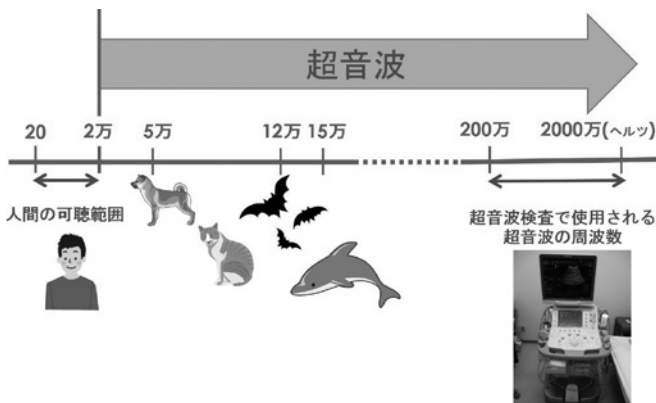 超音波
20
2万
5万
12万
15万
200万
2000万(ヘルツ)
人間の可聴範囲
超音波検査で使用される
超音波の周波数